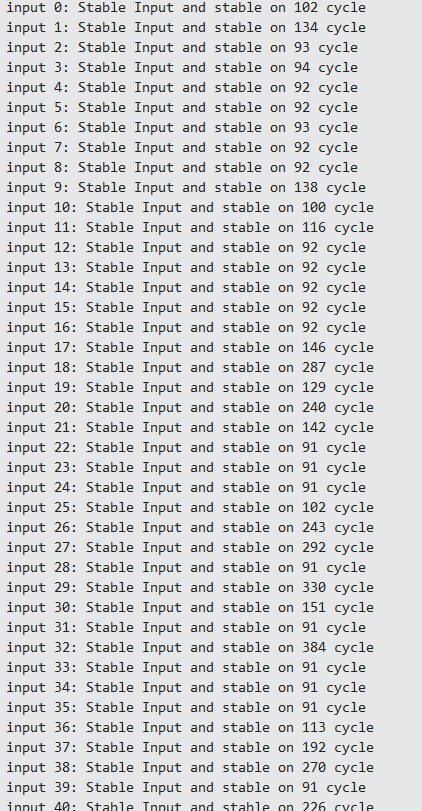 input 0: Stable Input and stable on 102 cycle
input 1: Stable Input and stable on 134 cycle
input 2: Stable Input and stable on 93 cycle
input 3: Stable Input and stable on 94 cycle
input 4: Stable Input and stable on 92 cycle
input 5: Stable Input and stable on 92 cycle
input 6: Stable Input and stable on 93 cycle
input 7: Stable Input and stable on 92 cycle
input 8: Stable Input and stable on 92 cycle
input 9: Stable Input and stable on 138 cycle
input 10: Stable Input and stable on 100 cycle
input 11: Stable Input and stable on 116 cycle
input 12: Stable Input and stable on 92 cycle
input 13: Stable Input and stable on 92 cycle
input 14: Stable Input and stable on 92 cycle
input 15: Stable Input and stable on 92 cycle
input 16: Stable Input and stable on 92 cycle
input 17: Stable Input and stable on 146 cycle
input 18: Stable Input and stable on 287 cycle
input 19: Stable Input and stable on 129 cycle
input 20: Stable Input and stable on 240 cycle
input 21: Stable Input and stable on 142 cycle
input 22: Stable Input and stable on 91 cycle
input 23: Stable Input and stable on 91 cycle
input 24: Stable Input and stable on 91 cycle
input 25: Stable Input and stable on 102 cycle
input 26: Stable Input and stable on 243 cycle
input 27: Stable Input and stable on 292 cycle
input 28: Stable Input and stable on 91 cycle
input 29: Stable Input and stable on 330 cycle
input 30: Stable Input and stable on 151 cycle
input 31: Stable Input and stable on 91 cycle
input 32: Stable Input and stable on 384 cycle
input 33: Stable Input and stable on 91 cycle
input 34: Stable Input and stable on 91 cycle
input 35: Stable Input and stable on 91 cycle
input 36: Stable Input and stable on 113 cycle
input 37: Stable Input and stable on 192 cycle
input 38: Stable Input and stable on 270 cycle
input 39: Stable Input and stable on 91 cycle
input 40: Stable Input and stable on 226 cycle